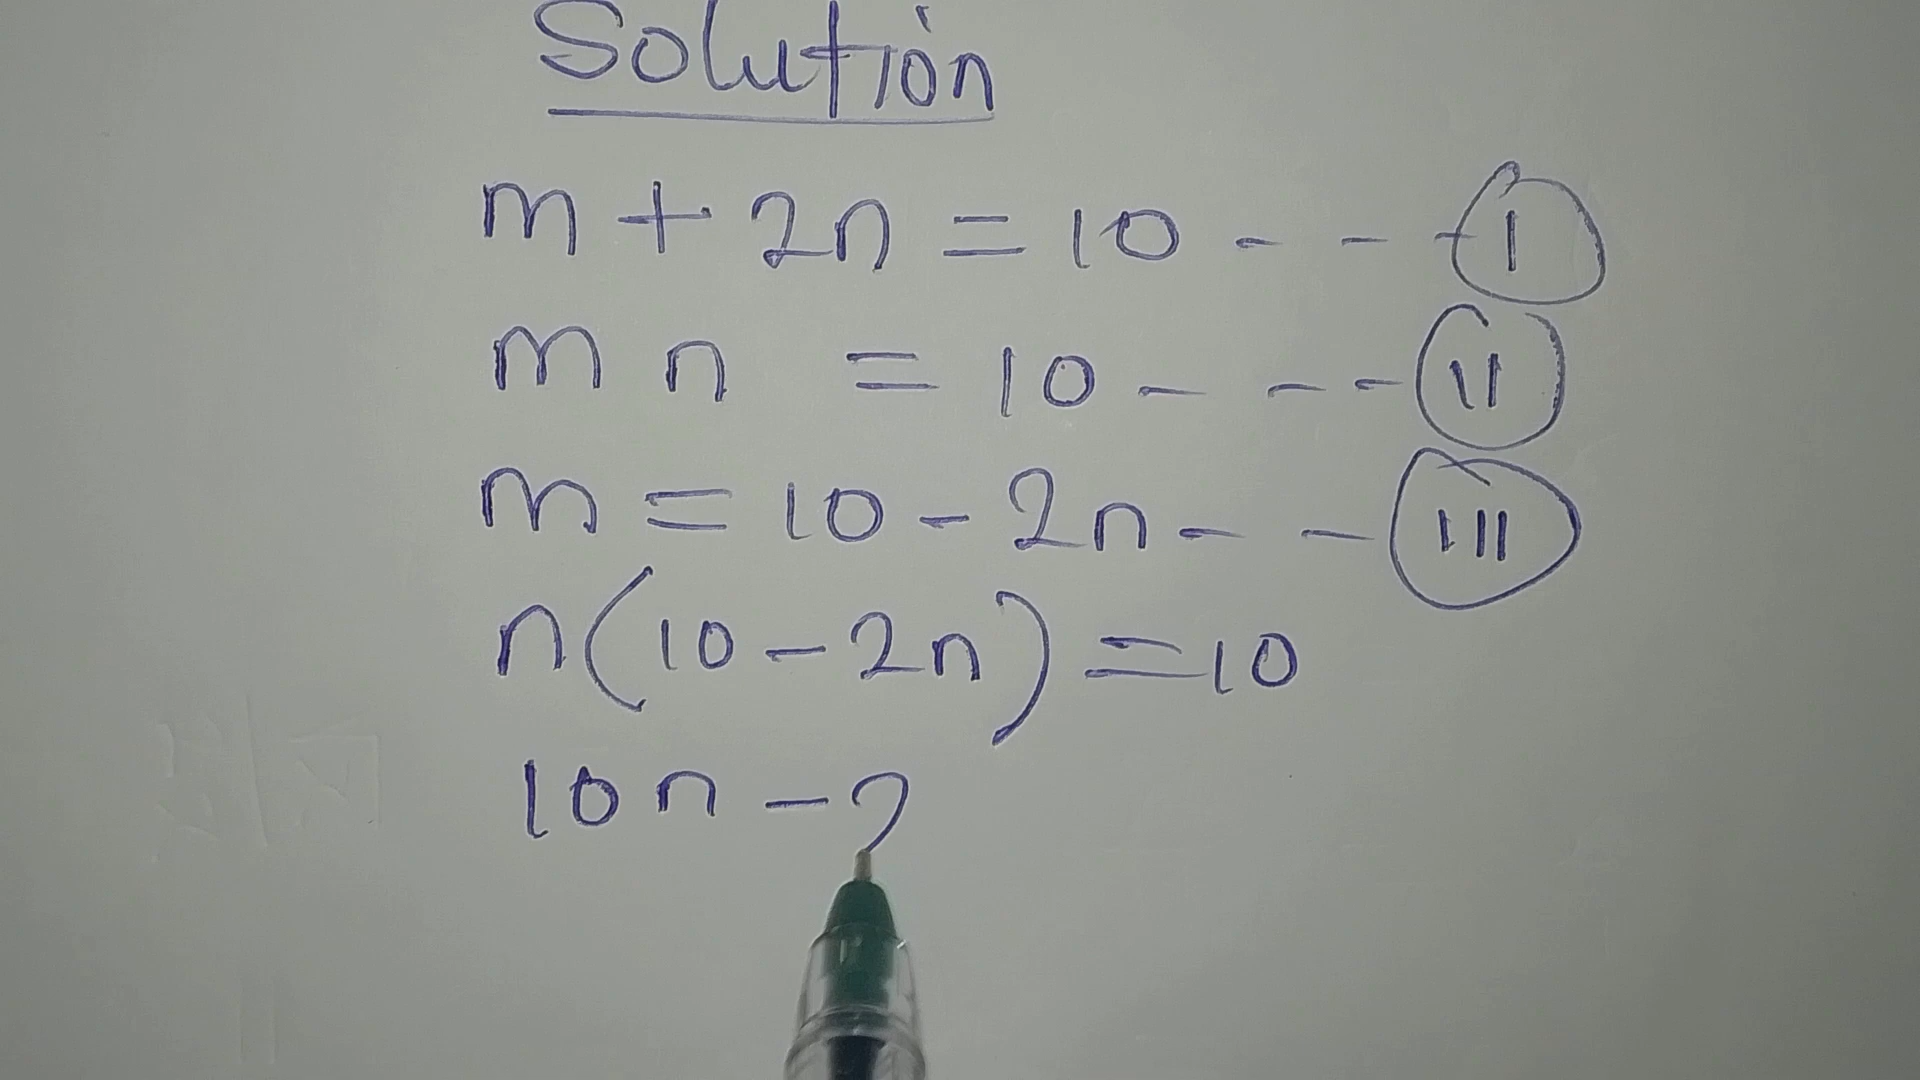 Solution
m + 2n = 10 - - - I
mn = 10 - - - II
m = 10 - 2n - - III
n(10 - 2n) = 10
10n - 2